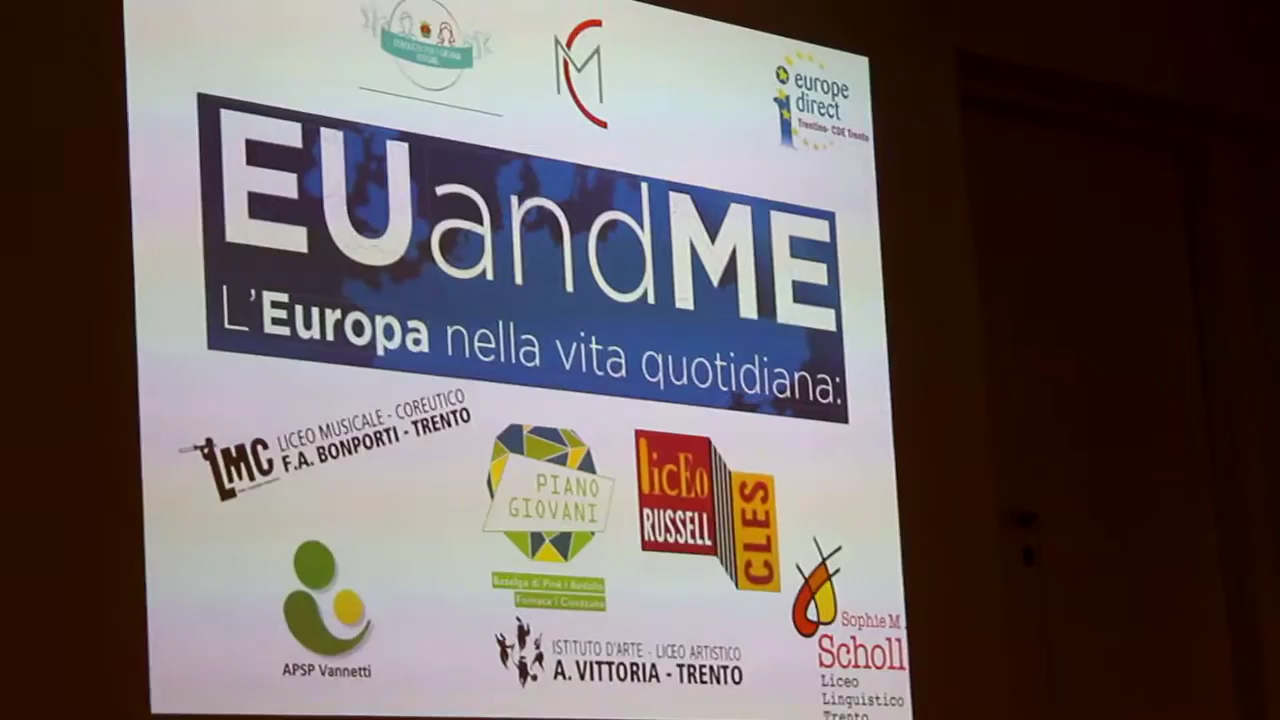 MC
europe
direct
Trentino- CDE Trento
EUandME
L'Europa nella vita quotidiana:
LMC
LICEO MUSICALE - COREUTICO
F.A. BONPORTI - TRENTO
PIANO
GIOVANI
Baselga di Piné | Bedollo
Fornace | Civezzano
liceo
RUSSELL
CLES
APSP Vannetti
ISTITUTO D'ARTE - LICEO ARTISTICO
A. VITTORIA - TRENTO
Sophie M.
Scholl
Liceo
Linguistico
Trento